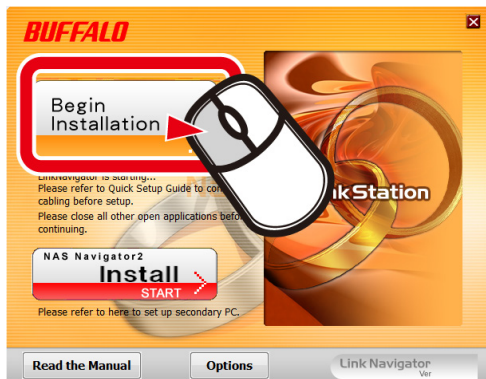 BUFFALO
Begin
Installation
LinkNavigator is starting...
Please refer to Quick Setup Guide to con
cabling before setup.
Please close all other open applications befo
continuing.
kStation
NAS Navigator2
Install
START
Please refer to here to set up secondary PC.
Read the Manual
Options
Link Navigator
Ver